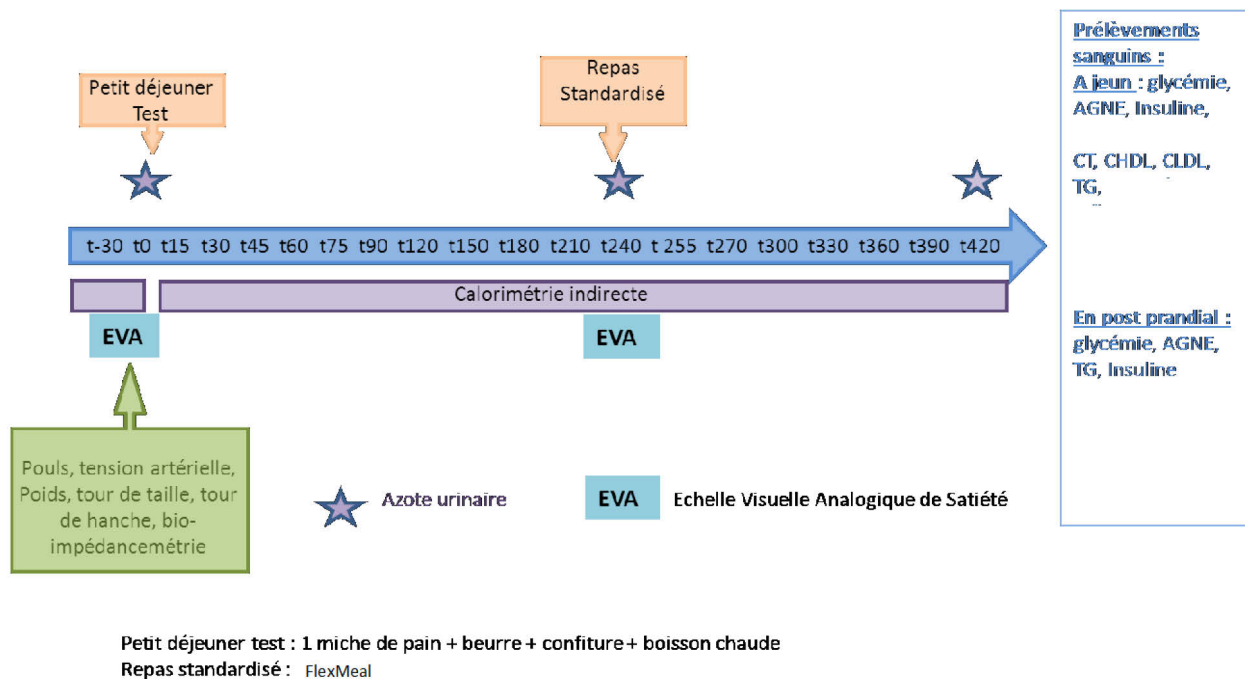 Petit déjeuner
Test
Repas
Standardisé
t-30 t0 t15 t30 t45 t60 t75 t90 t120 t150 t180 t210 t240 t 255 t270 t300 t330 t360 t390 t420
Calorimétrie indirecte
EVA
EVA
Pouls, tension artérielle,
Poids, tour de taille, tour
de hanche, bio-
impédancemétrie
Azote urinaire
EVA
Echelle Visuelle Analogique de Satiété
Prélèvements
sanguins :
A jeun : glycémie,
AGNE, Insuline,
CT, CHDL, CLDL,
TG,
En post prandial :
glycémie, AGNE,
TG, Insuline
Petit déjeuner test : 1 miche de pain + beurre + confiture + boisson chaude
Repas standardisé : FlexMeal